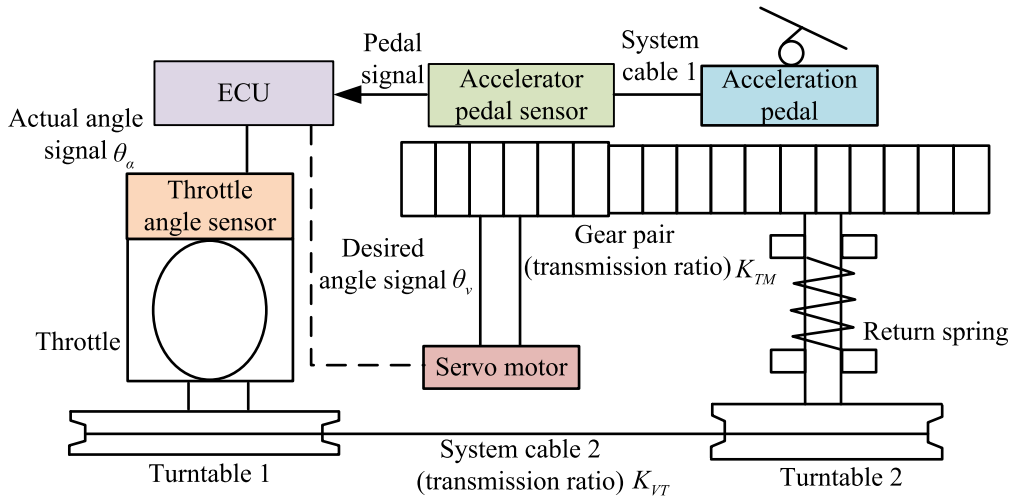 Pedal
signal
System
cable 1
ECU
Accelerator
pedal sensor
Acceleration
pedal
Actual angle
signal θα
Throttle
angle sensor
Desired
angle signal θv
Gear pair
(transmission ratio) KTM
Throttle
Return spring
Servo motor
System cable 2
(transmission ratio) KVT
Turntable 1
Turntable 2